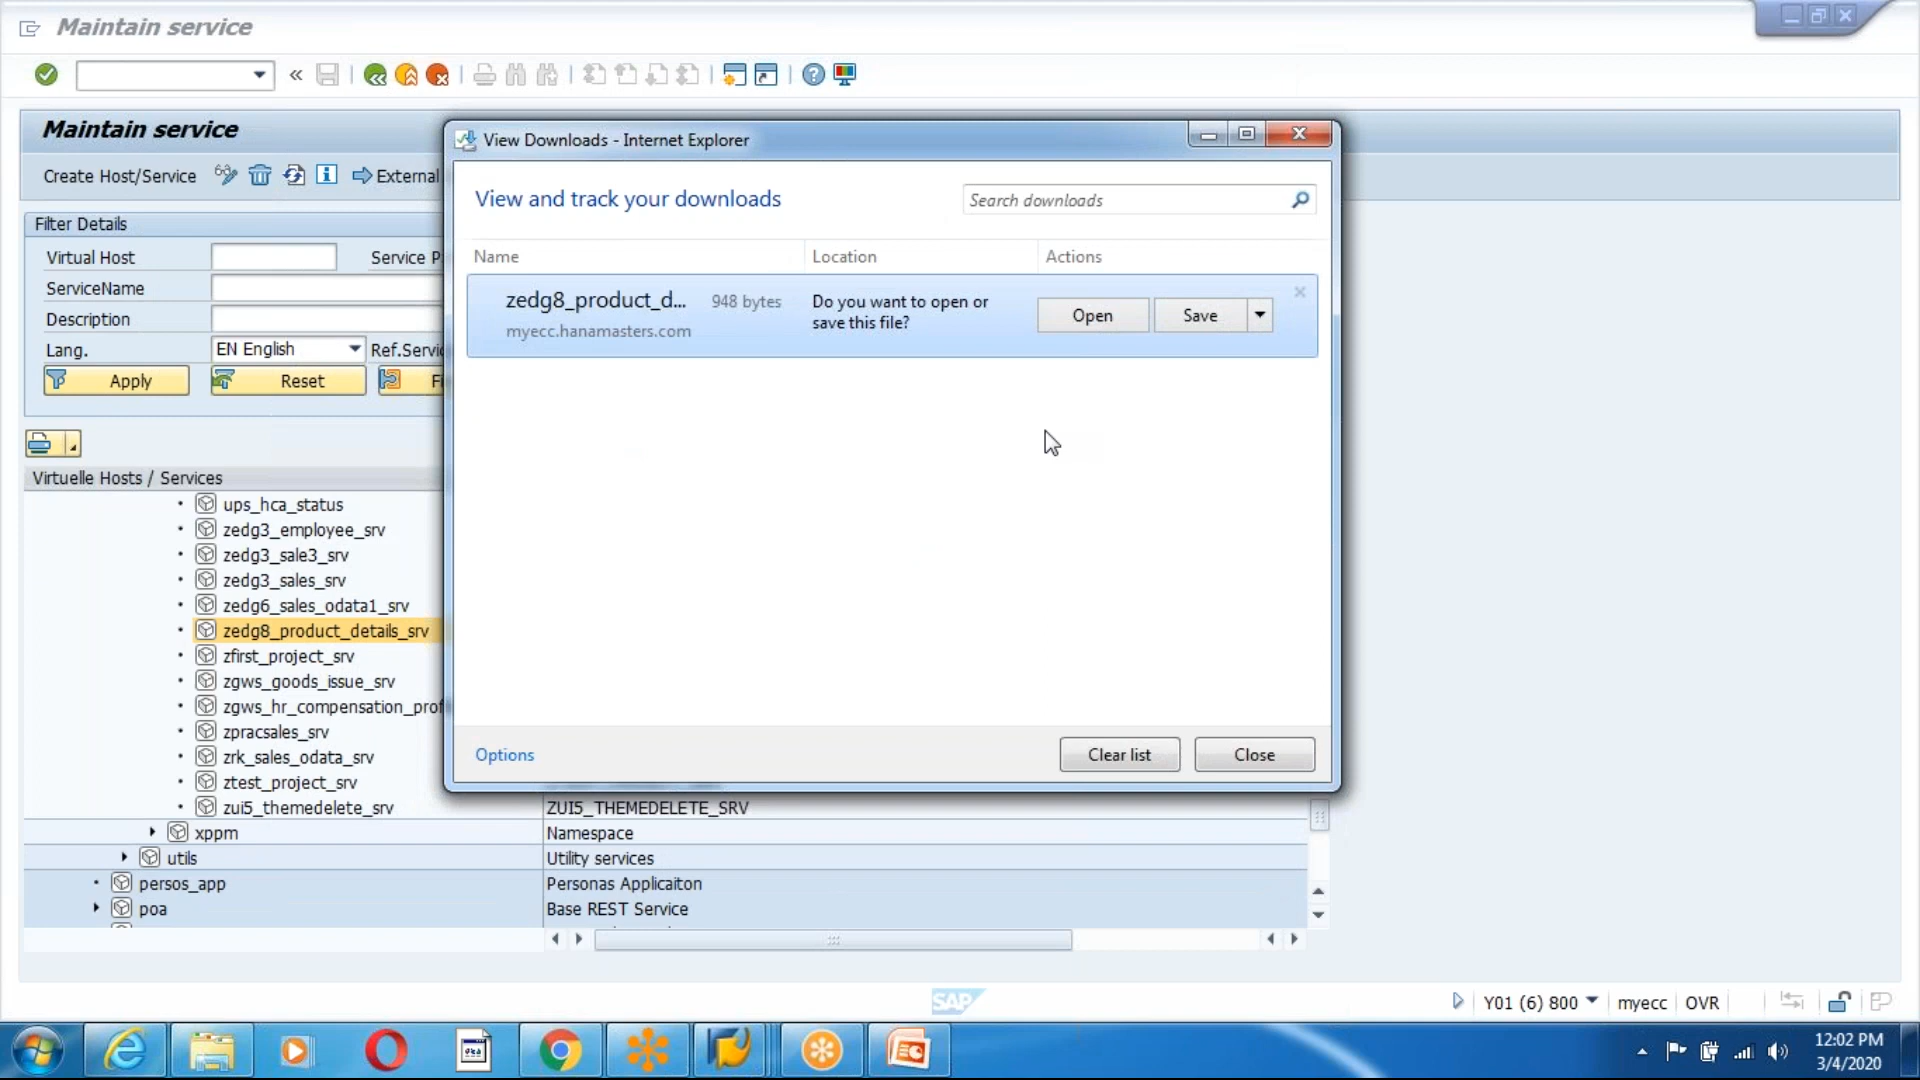 Maintain service
Maintain service
Create Host/Service
External
Filter Details
Virtual Host
Service P
ServiceName
Description
Lang.
EN English
Ref.Servic
Apply
Reset
Fi
Virtuelle Hosts / Services
ups_hca_status
zedg3_employee_srv
zedg3_sale3_srv
zedg3_sales_srv
zedg6_sales_odata1_srv
zedg8_product_details_srv
zfirst_project_srv
zgws_goods_issue_srv
zgws_hr_compensation_prof
zpracsales_srv
zrk_sales_odata_srv
ztest_project_srv
zui5_themedelete_srv
ZUI5_THEMEDELETE_SRV
xppm
Namespace
utils
Utility services
persos_app
Personas Applicaiton
poa
Base REST Service
View Downloads - Internet Explorer
View and track your downloads
Search downloads
Name
Location
Actions
zedg8_product_d...
948 bytes
myecc.hanamasters.com
Do you want to open or
save this file?
Open
Save
Options
Clear list
Close
SAP
Y01 (6) 800
myecc
OVR
12:02 PM
3/4/2020